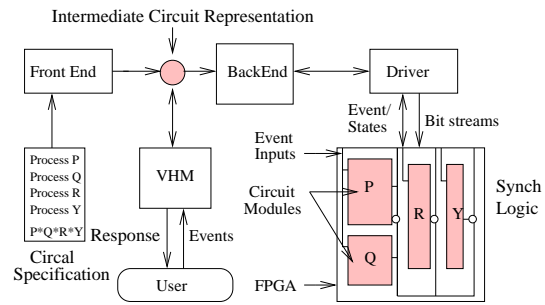 Intermediate Circuit Representation
Front End
BackEnd
Driver
Event/
States
Bit streams
Process P
Process Q
Process R
Process Y
P*Q*R*Y
Circal
Specification
VHM
Response
Events
User
Event
Inputs
Circuit
Modules
FPGA
P
Q
R
Y
Synch
Logic